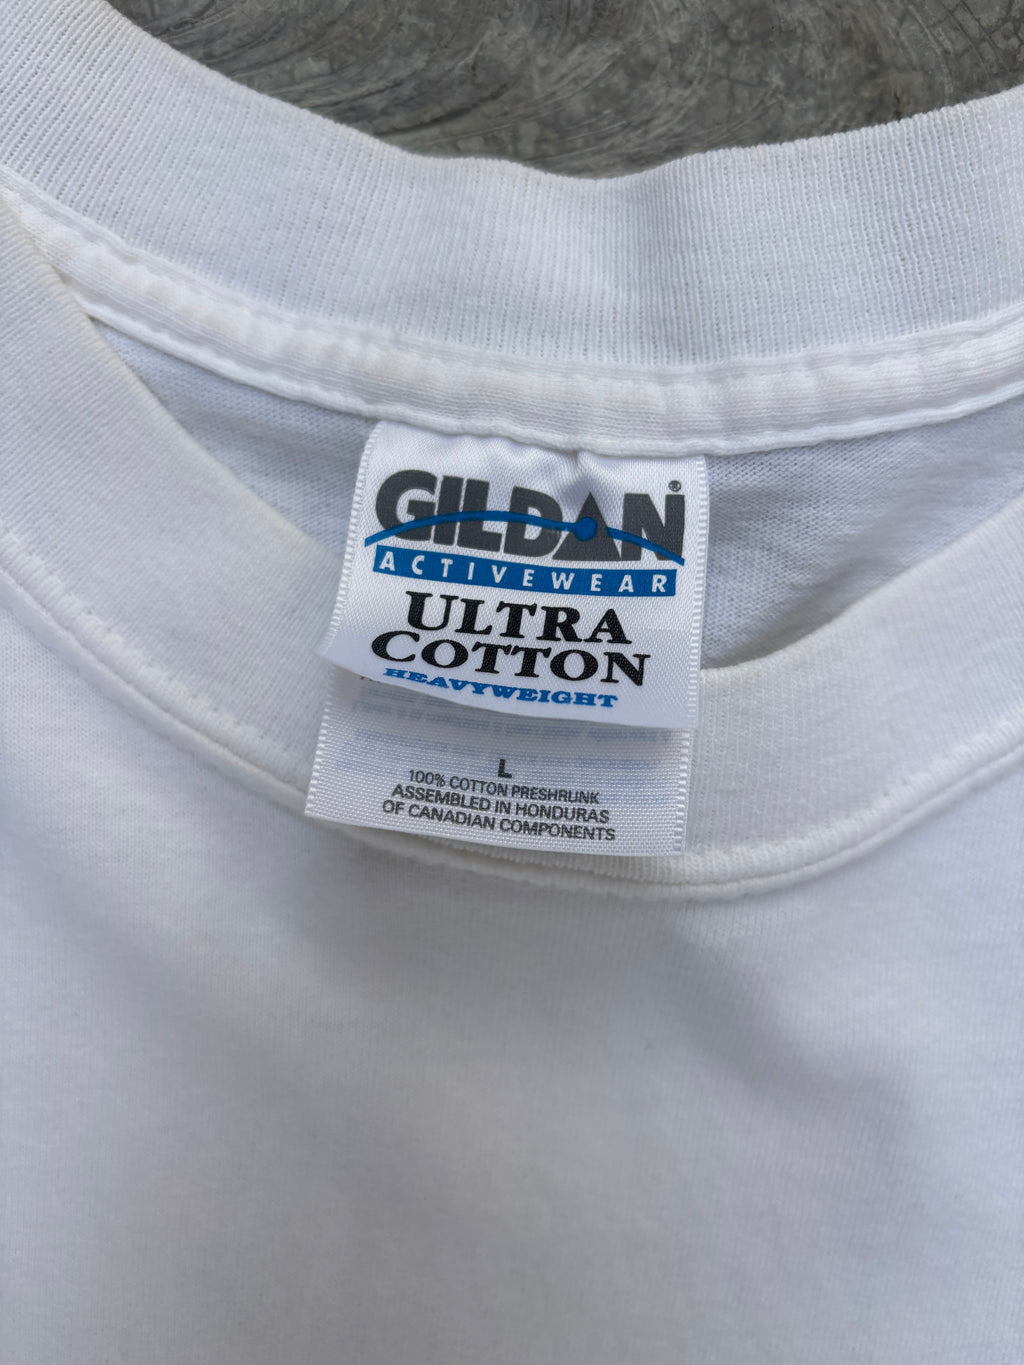 GILDAN®
ACTIVEWEAR
ULTRA
COTTON
HEAVYWEIGHT
L
100% COTTON PRESHRUNK
ASSEMBLED IN HONDURAS
OF CANADIAN COMPONENTS